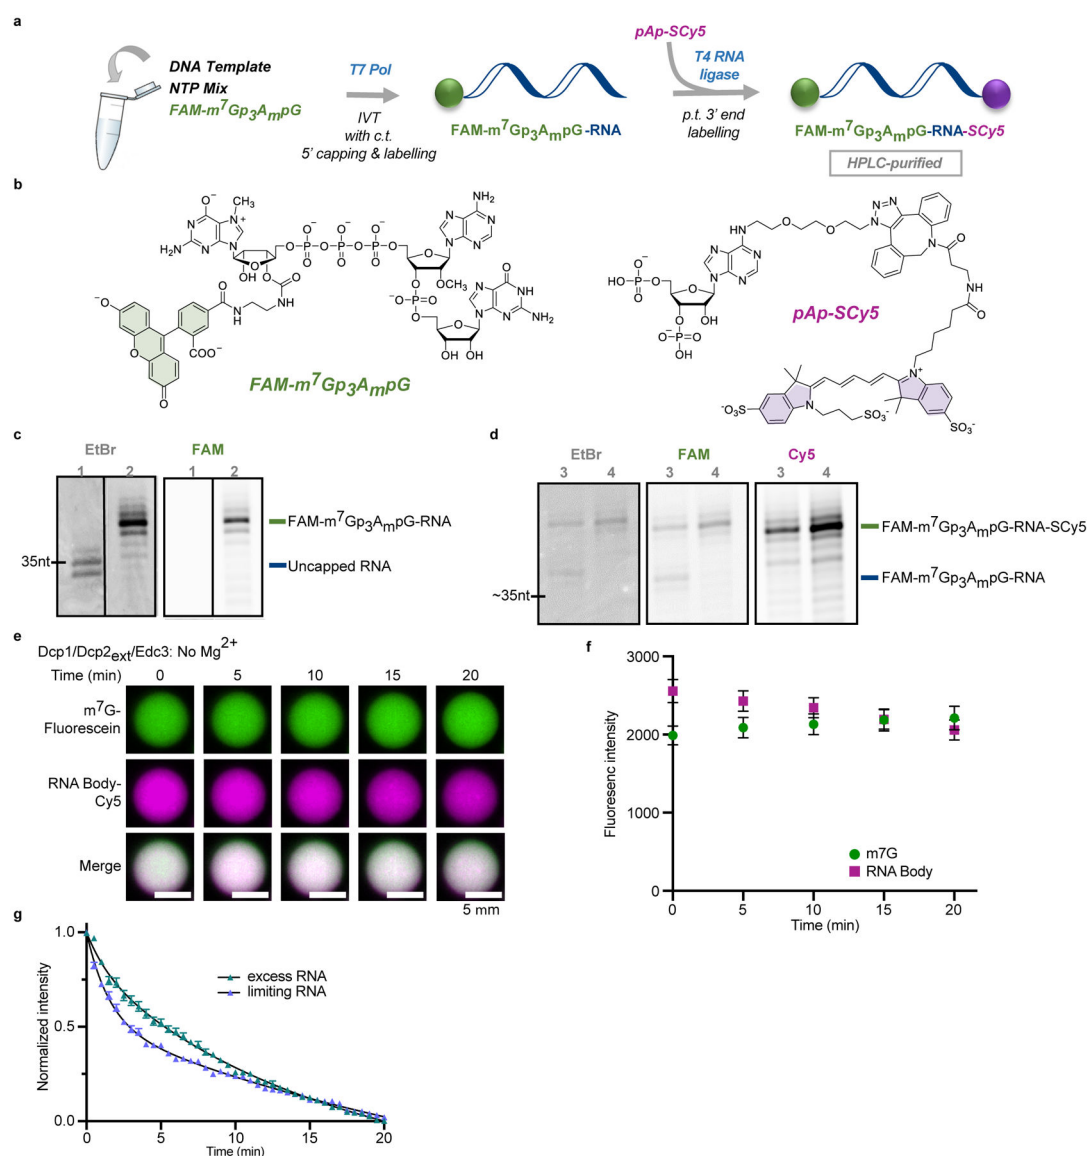 a
DNA Template
NTP Mix
FAM-m7Gp3AmpG
T7 Pol
IVT
with c.t.
5' capping & labelling
FAM-m7Gp3AmpG-RNA
pAp-SCy5
T4 RNA
ligase
p.t. 3' end
labelling
FAM-m7Gp3AmpG-RNA-SCy5
HPLC-purified
b
FAM-m7Gp3AmpG
pAp-SCy5
c
EtBr
FAM
1
2
1
2
35nt
FAM-m7Gp3AmpG-RNA
Uncapped RNA
d
EtBr
FAM
Cy5
3
4
3
4
3
4
~35nt
FAM-m7Gp3AmpG-RNA-SCy5
FAM-m7Gp3AmpG-RNA
e
Dcp1/Dcp2ext/Edc3: No Mg2+
Time (min)
0
5
10
15
20
m7G-
Fluorescein
RNA Body-
Cy5
Merge
5 mm
f
Fluoresenc intensity
3000
2000
1000
0
m7G
RNA Body
0
5
10
15
20
Time (min)
g
Normalized intensity
1.0
0.5
0.0
excess RNA
limiting RNA
0
5
10
15
20
Time (min)